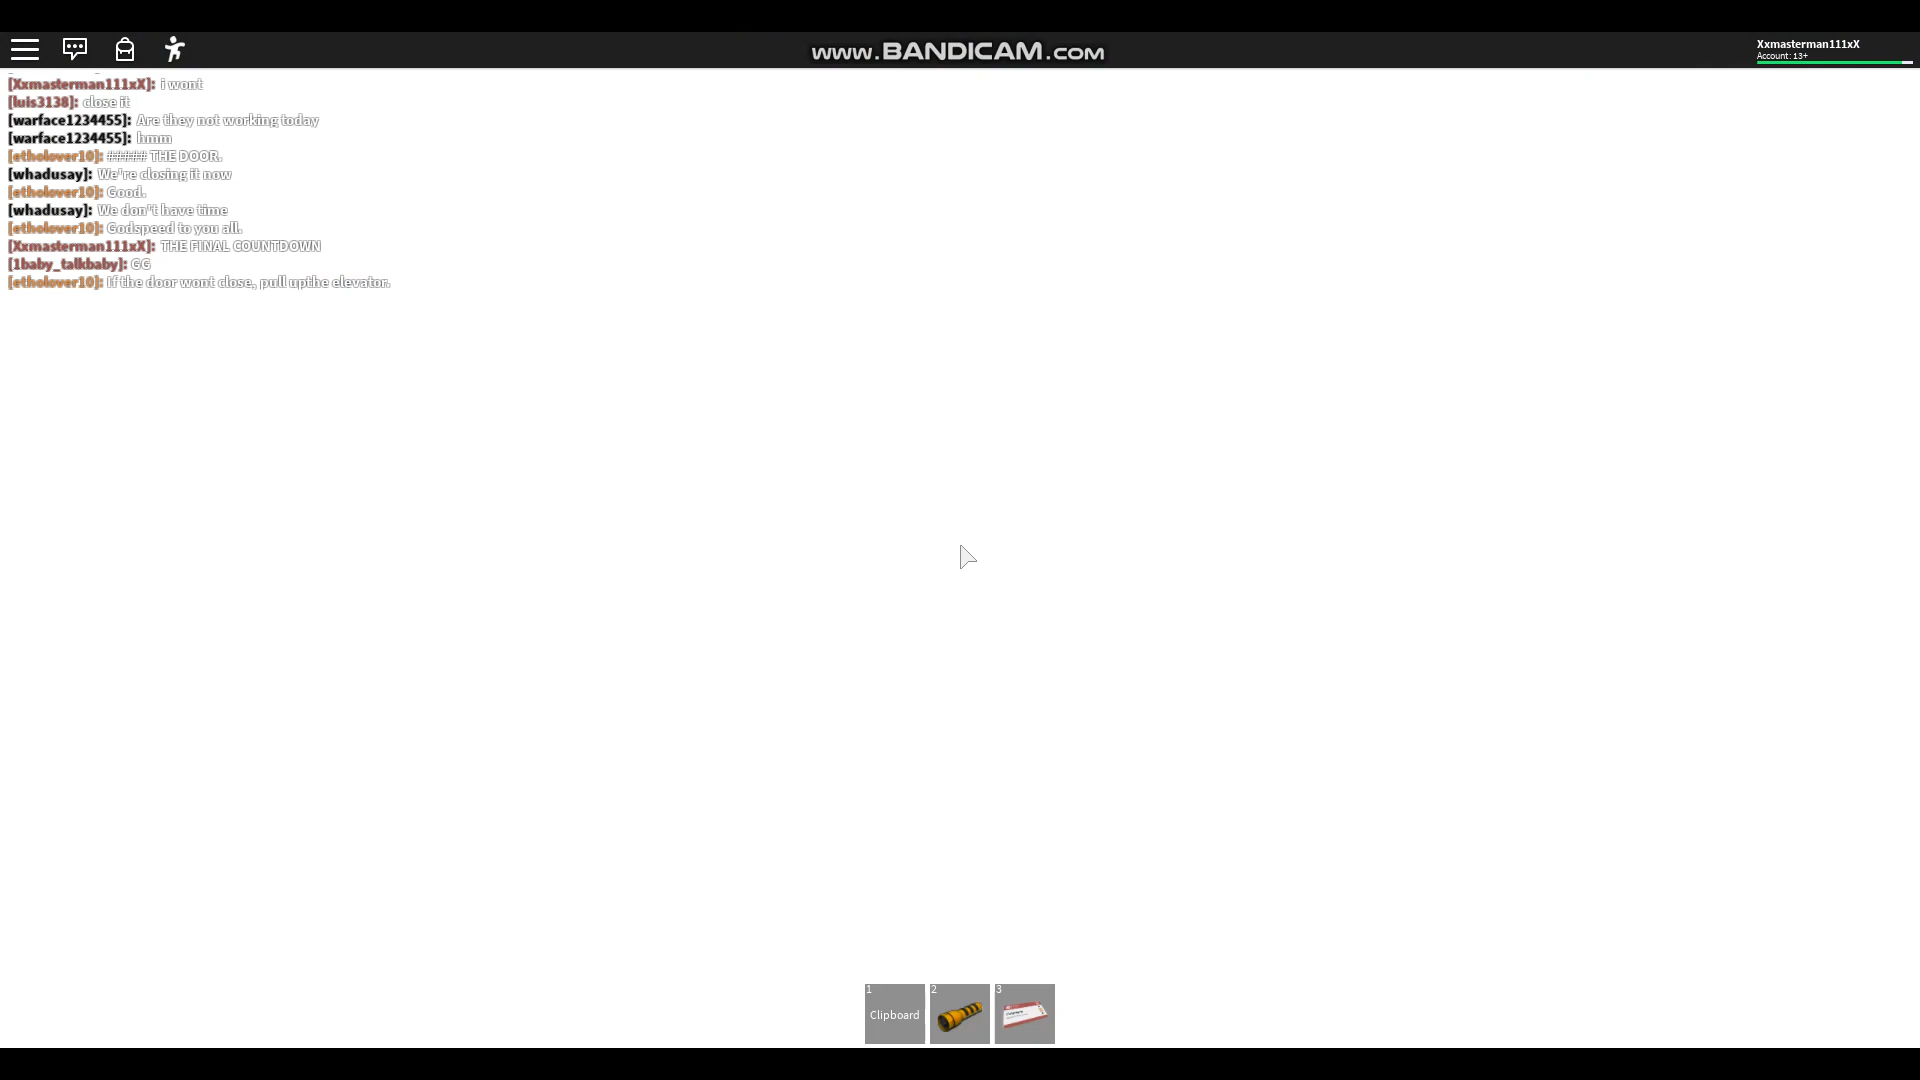 www.BANDICAM.com
Xxmasterman111xX
Account: 13+
[Xxmasterman111xX]: i wont
[luis3138]: close it
[warface1234455]: Are they not working today
[warface1234455]: hmm
[etholover10]: ##### THE DOOR.
[whadusay]: We're closing it now
[etholover10]: Good.
[whadusay]: We don't have time
[etholover10]: Godspeed to you all.
[Xxmasterman111xX]: THE FINAL COUNTDOWN
[1baby_talkbaby]: GG
[etholover10]: If the door wont close, pull upthe elevator.
1
Clipboard
2
3